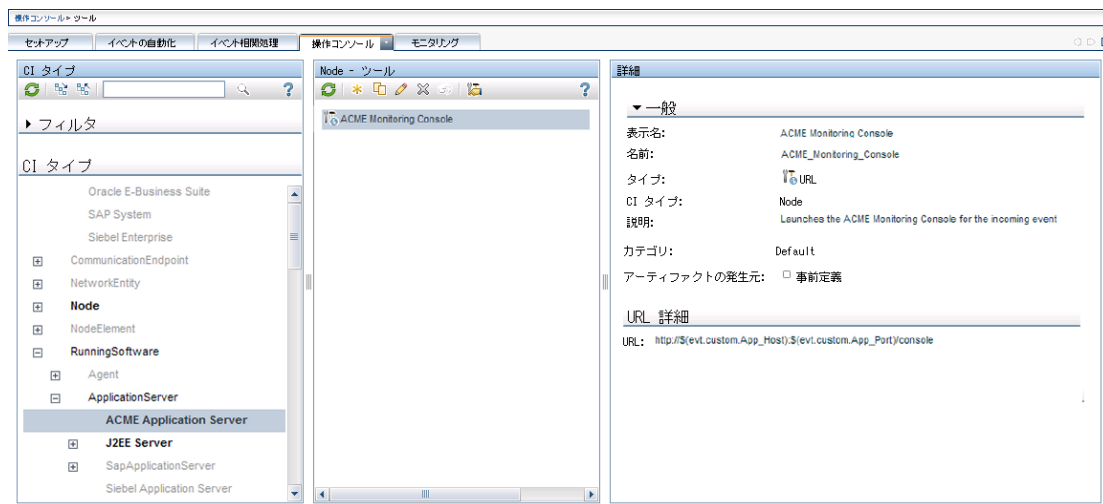 操作コンソール▶ ツール
セットアップ
イベントの自動化
イベント相関処理
操作コンソール
モニタリング
CI タイプ
?
フィルタ
CI タイプ
Oracle E-Business Suite
SAP System
Siebel Enterprise
CommunicationEndpoint
NetworkEntity
Node
NodeElement
RunningSoftware
Agent
ApplicationServer
ACME Application Server
J2EE Server
SapApplicationServer
Siebel Application Server
Node - ツール
?
ACME Monitoring Console
詳細
一般
表示名: ACME Monitoring Console
名前: ACME_Monitoring_Console
タイプ: URL
CI タイプ: Node
説明: Launches the ACME Monitoring Console for the incoming event
カテゴリ: Default
アーティファクトの発生元: 事前定義
URL 詳細
URL: http://$(evt.custom.App_Host):$(evt.custom.App_Port)/console